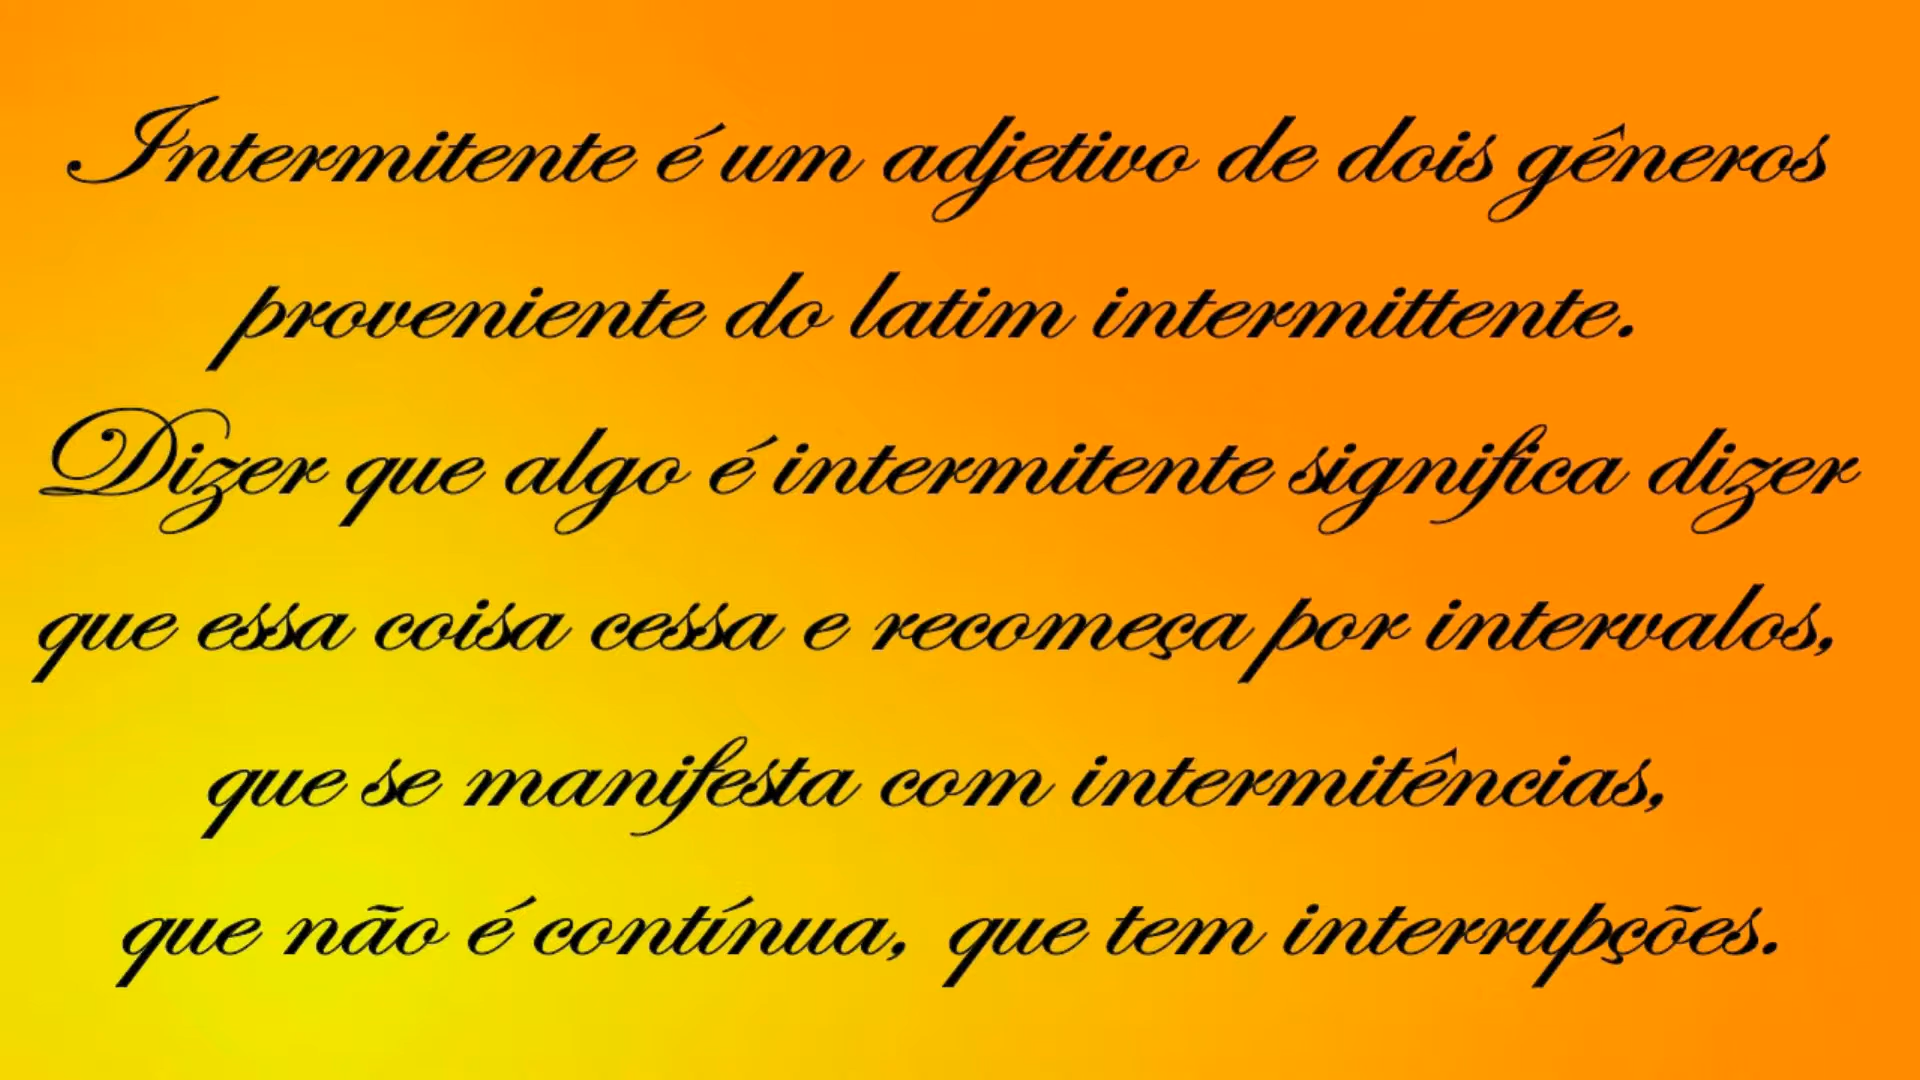 Intermitente é um adjetivo de dois gêneros
proveniente do latim intermittente.
Dizer que algo é intermitente significa dizer
que essa coisa cessa e recomeça por intervalos,
que se manifesta com intermitências,
que não é contínua, que tem interrupções.